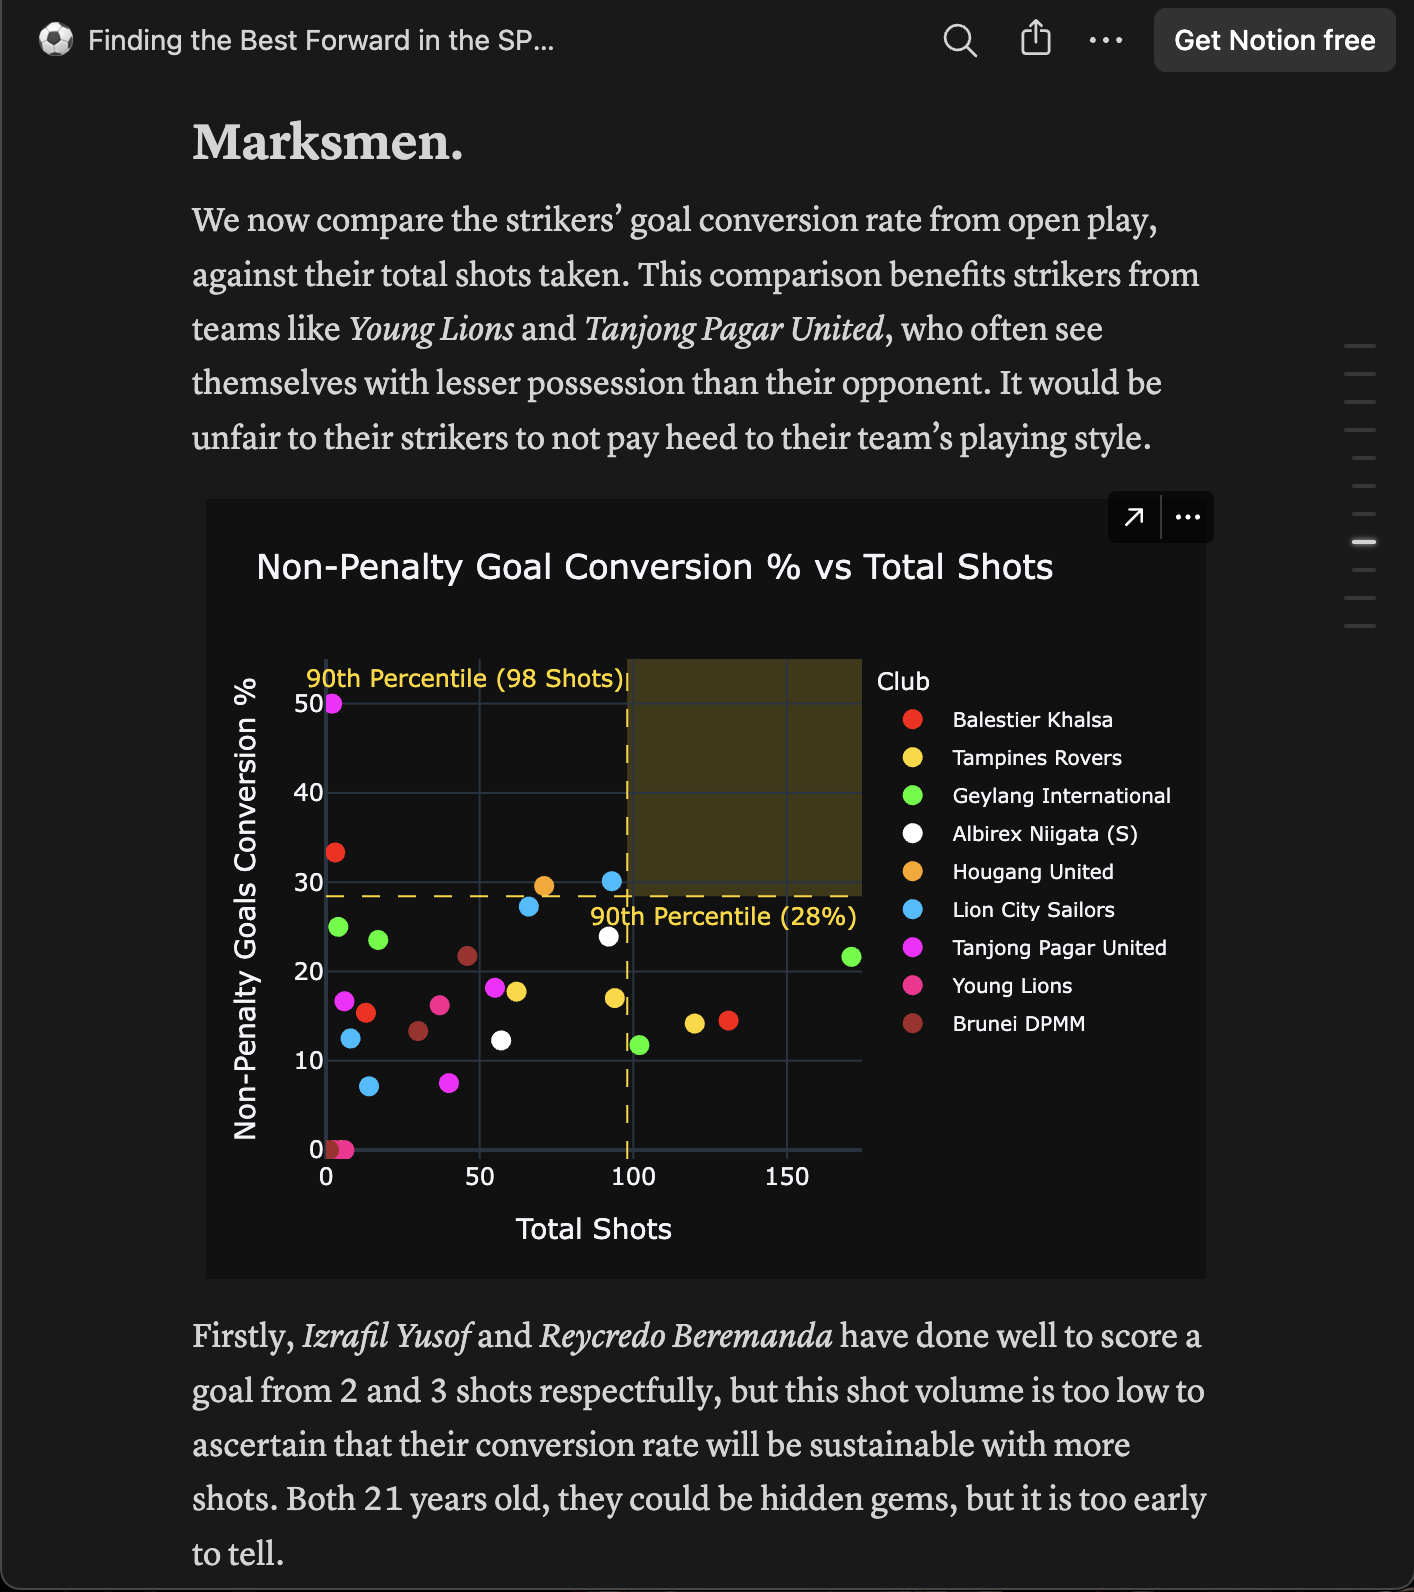 Finding the Best Forward in the SP...
Get Notion free
Marksmen.
We now compare the strikers’ goal conversion rate from open play,
against their total shots taken. This comparison benefits strikers from
teams like Young Lions and Tanjong Pagar United, who often see
themselves with lesser possession than their opponent. It would be
unfair to their strikers to not pay heed to their team’s playing style.
Non-Penalty Goal Conversion % vs Total Shots
Non-Penalty Goals Conversion %
90th Percentile (98 Shots)
50
40
30
20
10
0
90th Percentile (28%)
0
50
100
150
Total Shots
Club
Balestier Khalsa
Tampines Rovers
Geylang International
Albirex Niigata (S)
Hougang United
Lion City Sailors
Tanjong Pagar United
Young Lions
Brunei DPMM
Firstly, Izrafil Yusof and Reycredo Beremanda have done well to score a
goal from 2 and 3 shots respectfully, but this shot volume is too low to
ascertain that their conversion rate will be sustainable with more
shots. Both 21 years old, they could be hidden gems, but it is too early
to tell.